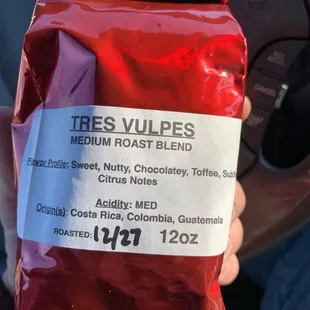 TRES VULPES
MEDIUM ROAST BLEND
Flavor Profile: Sweet, Nutty, Chocolatey, Toffee,
Citrus Notes
Acidity: MED
Origin(s): Costa Rica, Colombia, Guatemala
ROASTED: 12/27 12oz
CANCEL